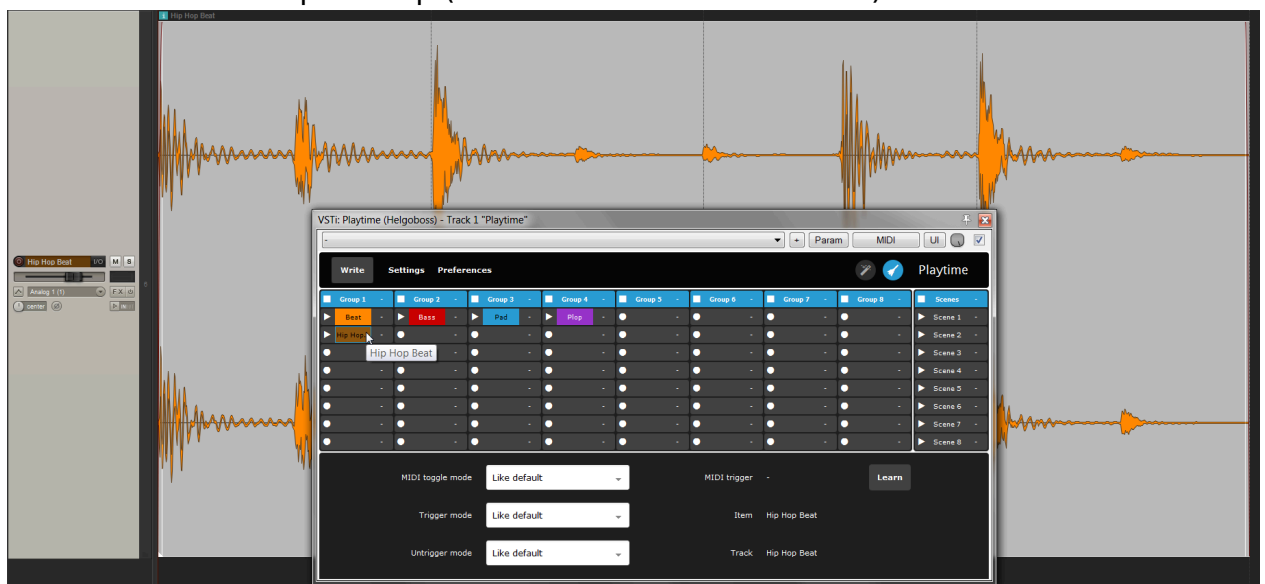 1 Hip Hop Beat
VSTi: Playtime (Helgoboss) - Track 1 "Playtime"
-
+ Param MIDI UI
Write Settings Preferences Playtime
Group 1 - Group 2 - Group 3 - Group 4 - Group 5 - Group 6 - Group 7 - Group 8 - Scenes -
Beat - Bass - Pad - Plop - - - - - Scene 1 -
Hip Hop - - - - - - - Scene 2 -
Hip Hop Beat - - - - - - Scene 3 -
- - - - - - - - Scene 4 -
- - - - - - - - Scene 5 -
- - - - - - - - Scene 6 -
- - - - - - - - Scene 7 -
- - - - - - - - Scene 8 -
MIDI toggle mode Like default MIDI trigger - Learn
Trigger mode Like default Item Hip Hop Beat
Untrigger mode Like default Track Hip Hop Beat
Hip Hop Beat I/O M S
Analog 1 (1) FX
center IN